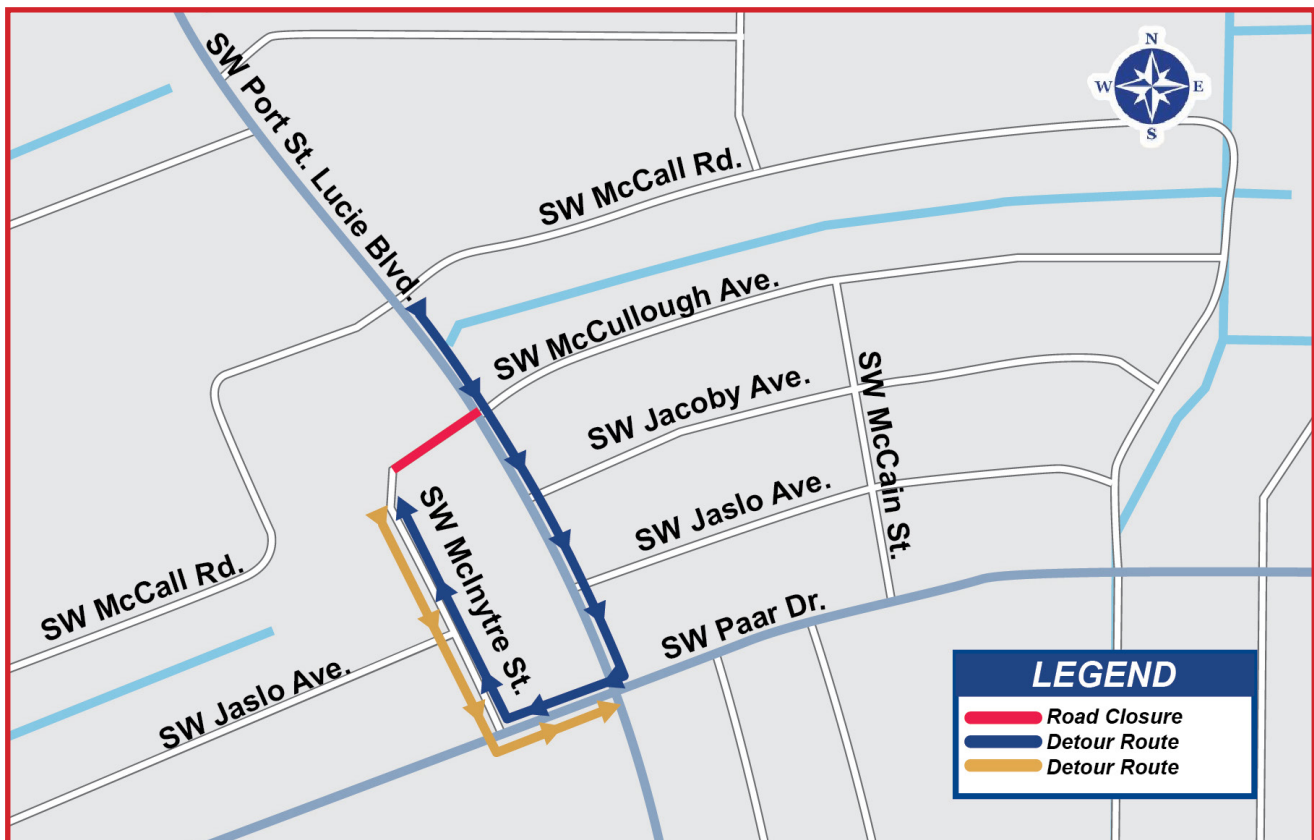 N
W
E
S
SW Port St. Lucie Blvd.
SW McCall Rd.
SW McCullough Ave.
SW Jacoby Ave.
SW McCain St.
SW Jaslo Ave.
SW McInytre St.
SW McCall Rd.
SW Paar Dr.
SW Jaslo Ave.
LEGEND
Road Closure
Detour Route
Detour Route